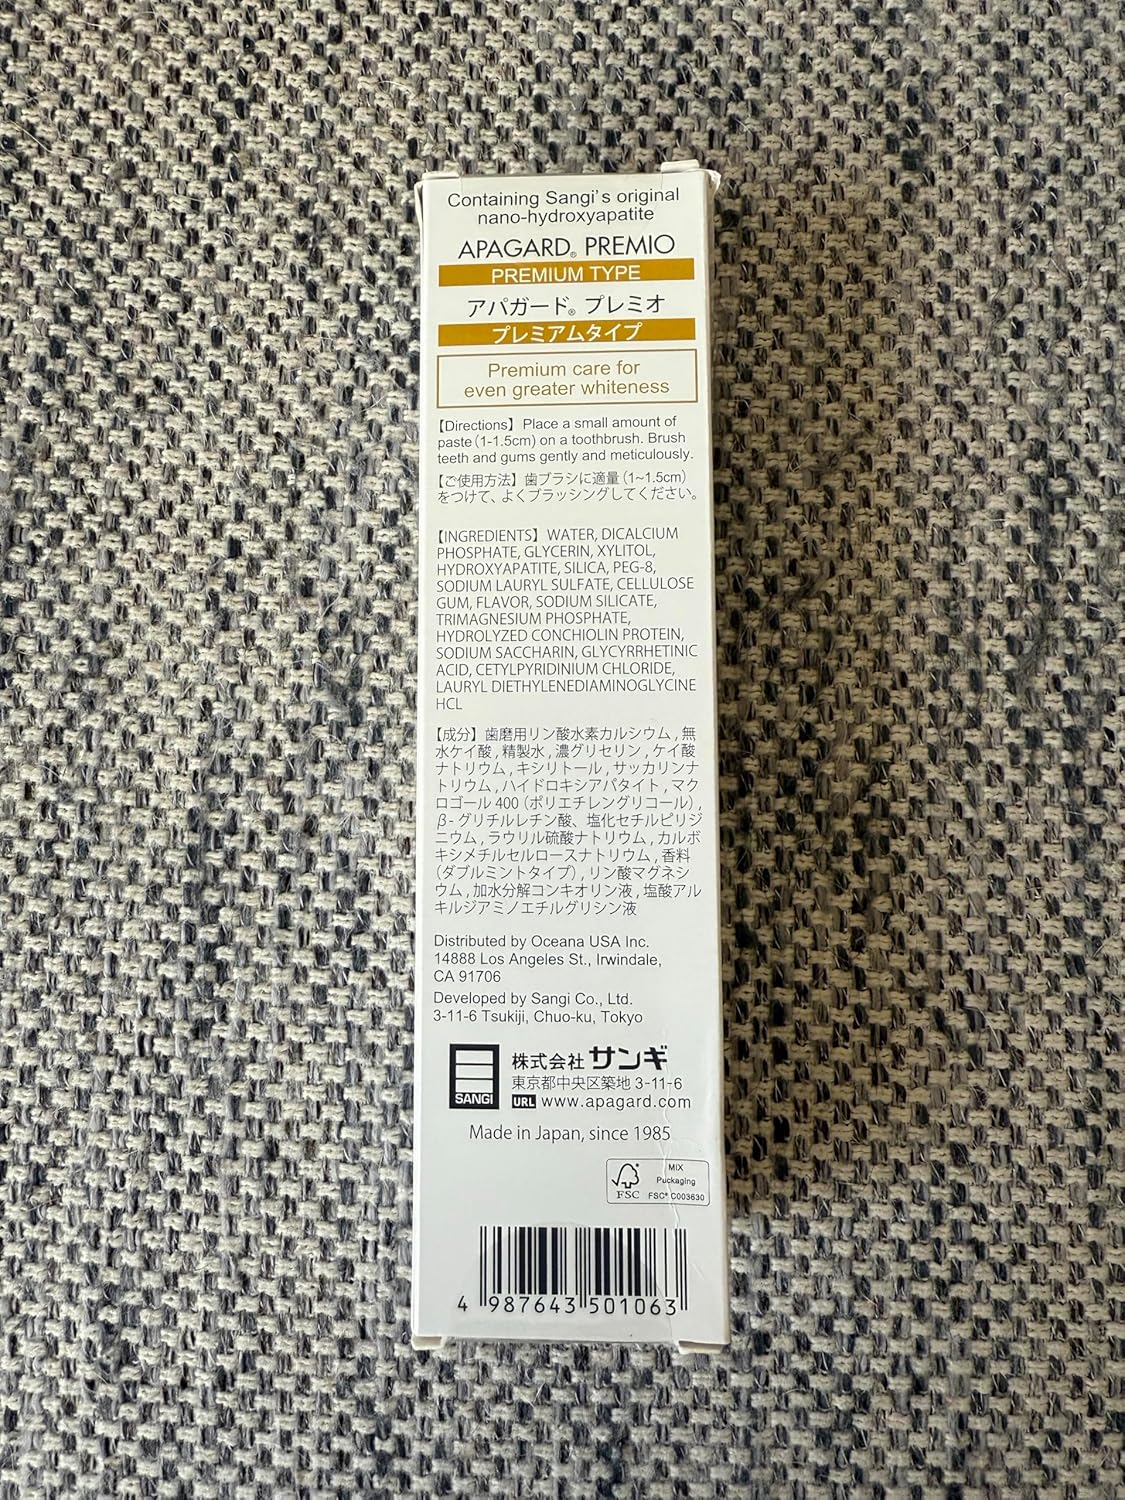 Containing Sangi's original
nano-hydroxyapatite
APAGARD® PREMIO
PREMIUM TYPE
アパガード® プレミオ
プレミアムタイプ
Premium care for
even greater whiteness
【Directions】 Place a small amount of
paste (1-1.5cm) on a toothbrush. Brush
teeth and gums gently and meticulously.
【ご使用方法】 歯ブラシに適量 (1~1.5cm)
をつけて、よくブラッシングしてください。
【INGREDIENTS】 WATER, DICALCIUM
PHOSPHATE, GLYCERIN, XYLITOL,
HYDROXYAPATITE, SILICA, PEG-8,
SODIUM LAURYL SULFATE, CELLULOSE
GUM, FLAVOR, SODIUM SILICATE,
TRIMAGNESIUM PHOSPHATE,
HYDROLYZED CONCHIOLIN PROTEIN,
SODIUM SACCHARIN, GLYCYRRHETINIC
ACID, CETYLPYRIDINIUM CHLORIDE,
LAURYL DIETHYLENEDIAMINOGLYCINE
HCL
【成分】 歯磨用リン酸水素カルシウム , 無
水ケイ酸 , 精製水 , 濃グリセリン , ケイ酸
ナトリウム , キシリトール , サッカリンナ
トリウム , ハイドロキシアパタイト , マク
ロゴール 400 (ポリエチレングリコール) ,
β- グリチルレチン酸、塩化セチルピリジ
ニウム , ラウリル硫酸ナトリウム , カルボ
キシメチルセルロースナトリウム , 香料
(ダブルミントタイプ) , リン酸マグネシ
ウム , 加水分解コンキオリン液 , 塩酸アル
キルジアミノエチルグリシン液
Distributed by Oceana USA Inc.
14888 Los Angeles St., Irwindale,
CA 91706
Developed by Sangi Co., Ltd.
3-11-6 Tsukiji, Chuo-ku, Tokyo
SANGI
株式会社 サンギ
東京都中央区築地 3-11-6
URL www.apagard.com
Made in Japan, since 1985
FSC
MIX
Puckaging
FSC® C003630
4 987643 501063